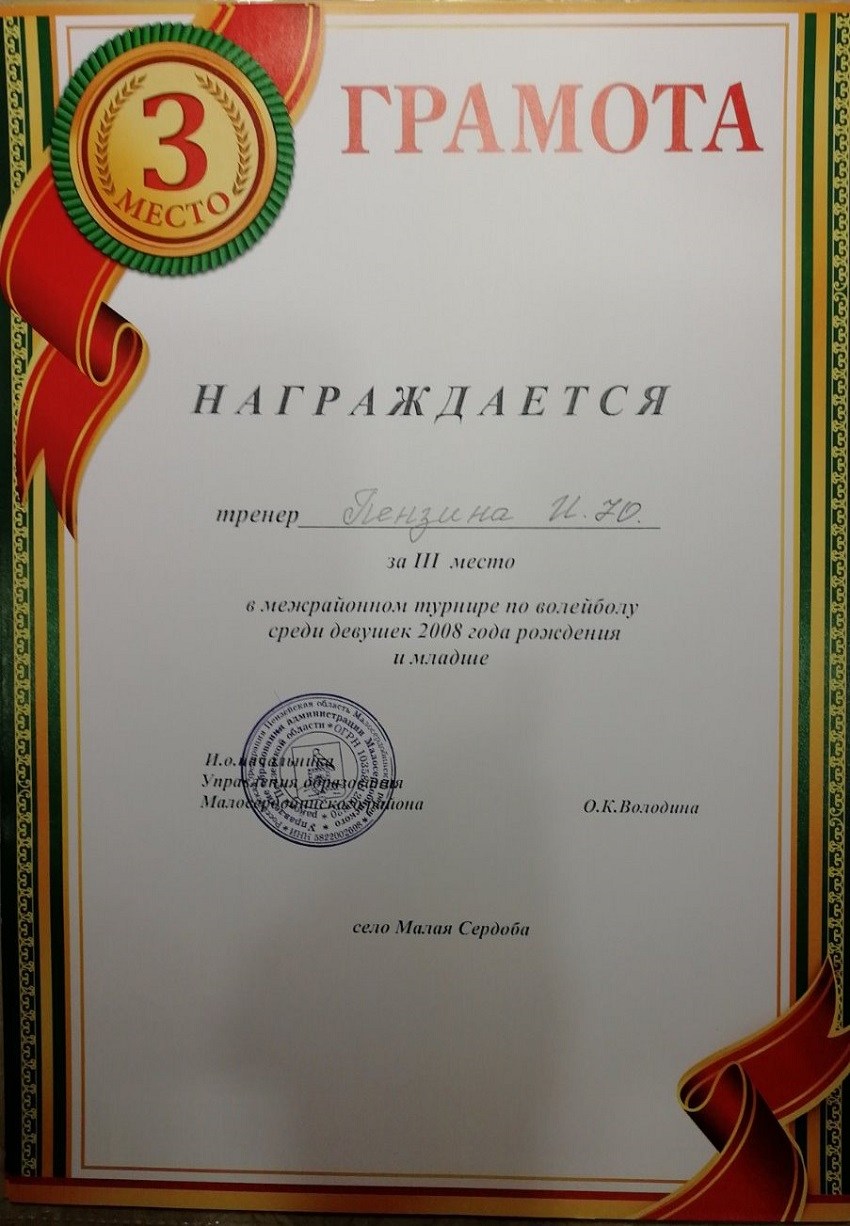 3
МЕСТО
ГРАМОТА
НАГРАЖДАЕТСЯ
тренер Пензина И.Ю.
за III место
в межрайонном турнире по волейболу
среди девушек 2008 года рождения
и младше
И.о.начальника
Управления образования
Малосердобинского района
О.К.Володина
село Малая Сердоба